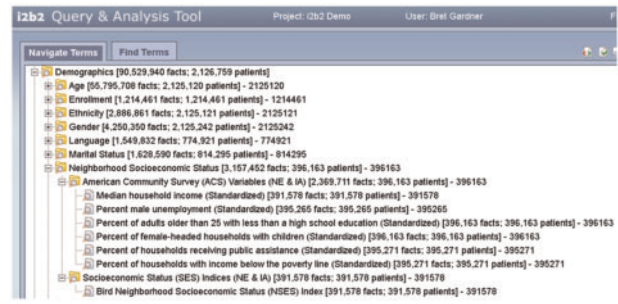 i2b2 Query & Analysis Tool Project: i2b2 Demo User: Bret Gardner
Navigate Terms Find Terms
Demographics [90,529,940 facts; 2,126,759 patients]
Age [55,795,708 facts; 2,125,120 patients] - 2125120
Enrollment [1,214,461 facts; 1,214,461 patients] - 1214461
Ethnicity [2,886,861 facts; 2,125,121 patients] - 2125121
Gender [4,250,350 facts; 2,125,242 patients] - 2125242
Language [1,549,832 facts; 774,921 patients] - 774921
Marital Status [1,628,590 facts; 814,295 patients] - 814295
Neighborhood Socioeconomic Status [3,157,452 facts; 396,163 patients] - 396163
American Community Survey (ACS) Variables (NE & IA) [2,369,711 facts; 396,163 patients] - 396163
Median household income (Standardized) [391,578 facts; 391,578 patients] - 391578
Percent male unemployment (Standardized) [395,265 facts; 395,265 patients] - 395265
Percent of adults older than 25 with less than a high school education (Standardized) [396,163 facts; 396,163 patients] - 396163
Percent of female-headed households with children (Standardized) [396,163 facts; 396,163 patients] - 396163
Percent of households receiving public assistance (Standardized) [395,271 facts; 395,271 patients] - 395271
Percent of households with income below the poverty line (Standardized) [395,271 facts; 395,271 patients] - 395271
Socioeconomic Status (SES) Indices (NE & IA) [391,578 facts; 391,578 patients] - 391578
Bird Neighborhood Socioeconomic Status (NSES) Index [391,578 facts; 391,578 patients] - 391578